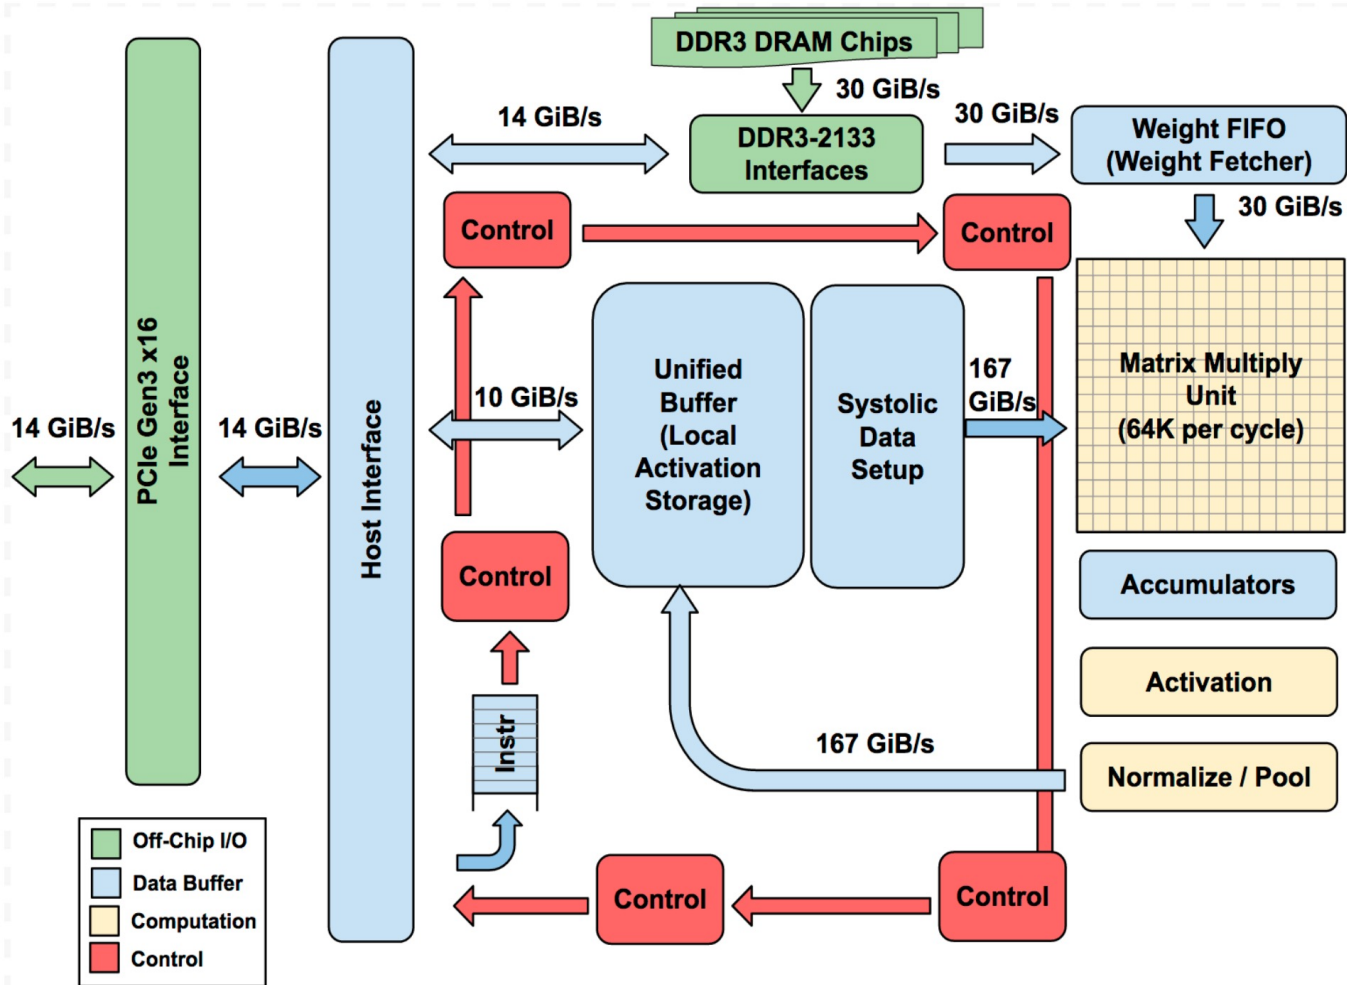 DDR3 DRAM Chips
30 GiB/s
14 GiB/s
DDR3-2133
Interfaces
30 GiB/s
Weight FIFO
(Weight Fetcher)
30 GiB/s
Control
Control
PCIe Gen3 x16
Interface
Host Interface
14 GiB/s
14 GiB/s
10 GiB/s
Unified
Buffer
(Local
Activation
Storage)
Systolic
Data
Setup
167
GiB/s
Matrix Multiply
Unit
(64K per cycle)
Control
Accumulators
Activation
Instr
167 GiB/s
Normalize / Pool
Control
Control
Off-Chip I/O
Data Buffer
Computation
Control